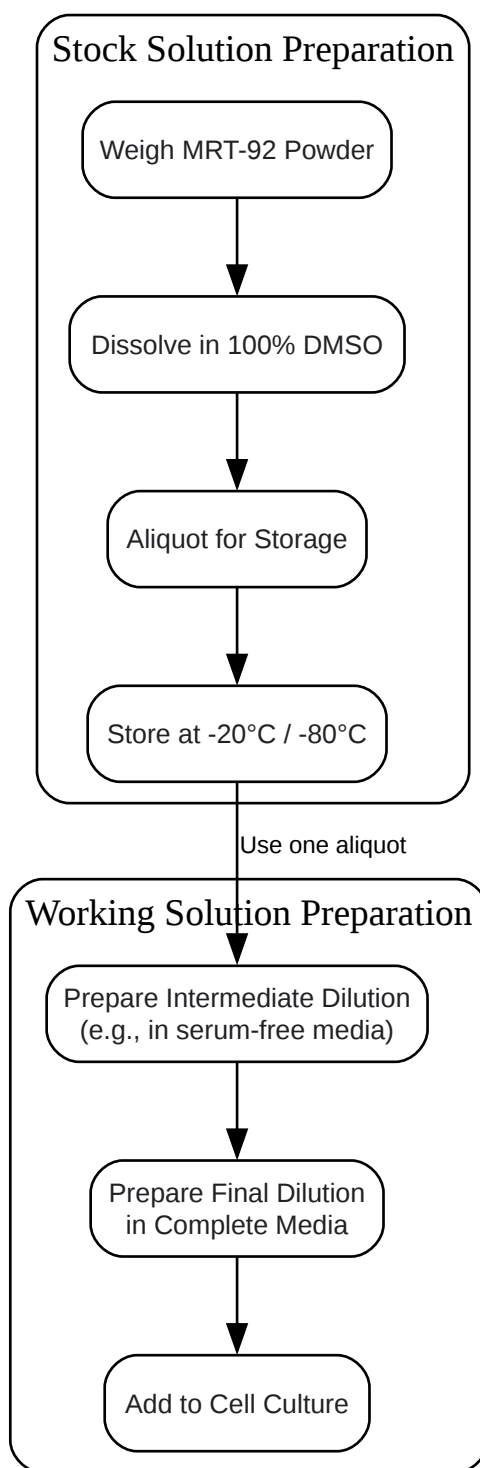 Stock Solution Preparation
Weigh MRT-92 Powder
Dissolve in 100% DMSO
Aliquot for Storage
Store at -20°C / -80°C
Use one aliquot
Working Solution Preparation
Prepare Intermediate Dilution
(e.g., in serum-free media)
Prepare Final Dilution
in Complete Media
Add to Cell Culture